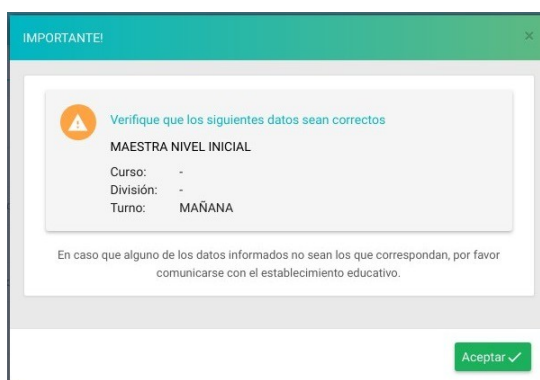 IMPORTANTE!
×
Verifique que los siguientes datos sean correctos
MAESTRA NIVEL INICIAL
Curso: -
División: -
Turno: MAÑANA
En caso que alguno de los datos informados no sean los que correspondan, por favor
comunicarse con el establecimiento educativo.
Aceptar ✓